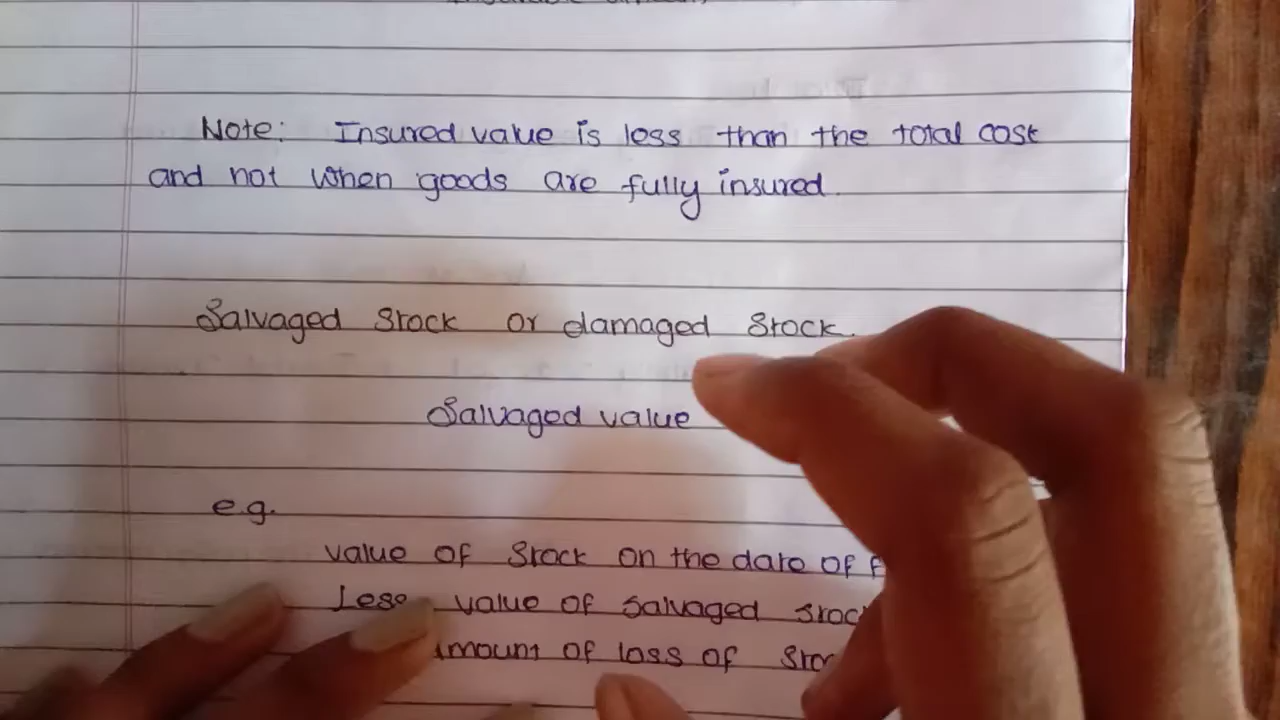 Note: Insured value is less than the total cost
and not when goods are fully insured.
Salvaged stock or damaged stock.
Salvaged value
e.g.
value of stock on the date of
Less value of salvaged
of loss of